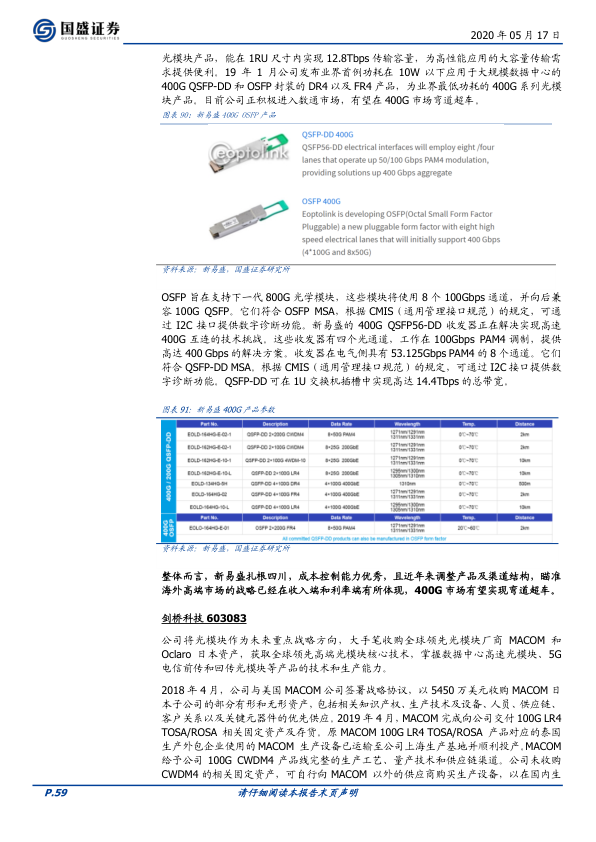 国盛证券
GUOSHENG SECURITIES
2020 年 05 月 17 日
光模块产品，能在 1RU 尺寸内实现 12.8Tbps 传输容量，为高性能应用的大容量传输需
求提供便利。19 年 1 月公司发布业界首例功耗在 10W 以下应用于大规模数据中心的
400G QSFP-DD 和 OSFP 封装的 DR4 以及 FR4 产品，为业界最低功耗的 400G 系列光模
块产品。目前公司正积极进入数通市场，有望在 400G 市场弯道超车。
图表 90：新易盛 400G OSFP 产品
eoptolink
QSFP-DD 400G
QSFP56-DD electrical interfaces will employ eight /four
lanes that operate up 50/100 Gbps PAM4 modulation,
providing solutions up 400 Gbps aggregate
OSFP 400G
Eoptolink is developing OSFP(Octal Small Form Factor
Pluggable) a new pluggable form factor with eight high
speed electrical lanes that will initially support 400 Gbps
(4*100G and 8x50G)
资料来源：新易盛，国盛证券研究所
OSFP 旨在支持下一代 800G 光学模块，这些模块将使用 8 个 100Gbps 通道，并向后兼
容 100G QSFP。它们符合 OSFP MSA，根据 CMIS（通用管理接口规范）的规定，可通
过 I2C 接口提供数字诊断功能。新易盛的 400G QSFP56-DD 收发器正在解决实现高速
400G 互连的技术挑战。这些收发器有四个光通道，工作在 100Gbps PAM4 调制，提供
高达 400 Gbps 的解决方案。收发器在电气侧具有 53.125Gbps PAM4 的 8 个通道。它们
符合 QSFP-DD MSA。根据 CMIS（通用管理接口规范）的规定，可通过 I2C 接口提供数
字诊断功能。QSFP-DD 可在 1U 交换机插槽中实现高达 14.4Tbps 的总带宽。
图表 91：新易盛 400G 产品参数
400G / 200G QSFP-DD
Part No. Description Data Rate Wavelength Temp. Distance
EOLD-164HG-E-02-1 QSFP-DD 2×200G CWDM4 8×50G PAM4 1271nm/1291nm 1311nm/1331nm 0℃~70℃ 2km
EOLD-162HG-E-02-1 QSFP-DD 2×100G CWDM4 8×25G 200GbE 1271nm/1291nm 1311nm/1331nm 0℃~70℃ 2km
EOLD-162HG-E-10-1 QSFP-DD 2×100G 4WDM-10 8×25G 200GbE 1271nm/1291nm 1311nm/1331nm 0℃~70℃ 10km
EOLD-162HG-E-10-L QSFP-DD 2×100G LR4 8×25G 200GbE 1295nm/1300nm 1305nm/1310nm 0℃~70℃ 10km
EOLD-134HG-5H QSFP-DD 4×100G DR4 4×100G 400GbE 1310nm 0℃~70℃ 500m
EOLD-164HG-02 QSFP-DD 4×100G FR4 4×100G 400GbE 1271nm/1291nm 1311nm/1331nm 0℃~70℃ 2km
EOLD-164HG-10-L QSFP-DD 4×100G LR4 4×100G 400GbE 1295nm/1300nm 1305nm/1310nm 0℃~70℃ 10km
400G OSFP
Part No. Description Data Rate Wavelength Temp. Distance
EOLO-164HG-E-01 OSFP 2×200G FR4 8×50G PAM4 1271nm/1291nm 1311nm/1331nm 20℃~60℃ 2km
All committed QSFP-DD products can also be manufactured in OSFP form factor
资料来源：新易盛，国盛证券研究所
整体而言，新易盛扎根四川，成本控制能力优秀，且近年来调整产品及渠道结构，瞄准
海外高端市场的战略已经在收入端和利率端有所体现，400G 市场有望实现弯道超车。
剑桥科技 603083
公司将光模块作为未来重点战略方向，大手笔收购全球领先光模块厂商 MACOM 和
Oclaro 日本资产，获取全球领先高端光模块核心技术，掌握数据中心高速光模块、5G
电信前传和回传光模块等产品的技术和生产能力。
2018 年 4 月，公司与美国 MACOM 公司签署战略协议，以 5450 万美元收购 MACOM 日
本子公司的部分有形和无形资产，包括相关知识产权、生产技术及设备、人员、供应链、
客户关系以及关键元器件的优先供应。2019 年 4 月，MACOM 完成向公司交付 100G LR4
TOSA/ROSA 相关固定资产及存货。原 MACOM 100G LR4 TOSA/ROSA 产品对应的泰国
生产外包企业使用的 MACOM 生产设备已运输至公司上海生产基地并顺利投产。MACOM
给予公司 100G CWDM4 产品线完整的生产工艺、量产技术和供应链渠道。公司未收购
CWDM4 的相关固定资产，可自行向 MACOM 以外的供应商购买生产设备，以在国内生
P.59
请仔细阅读本报告末页声明